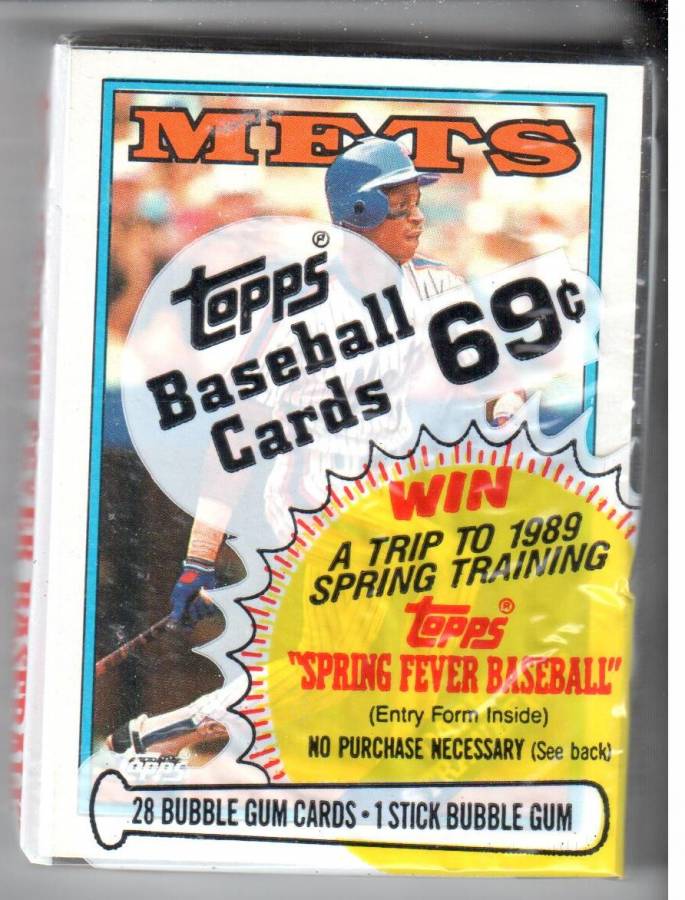 METS
Topps®
Baseball
Cards
69¢
WIN
A TRIP TO 1989
SPRING TRAINING
Topps®
"SPRING FEVER BASEBALL"
(Entry Form Inside)
NO PURCHASE NECESSARY (See back)
Topps
28 BUBBLE GUM CARDS • 1 STICK BUBBLE GUM